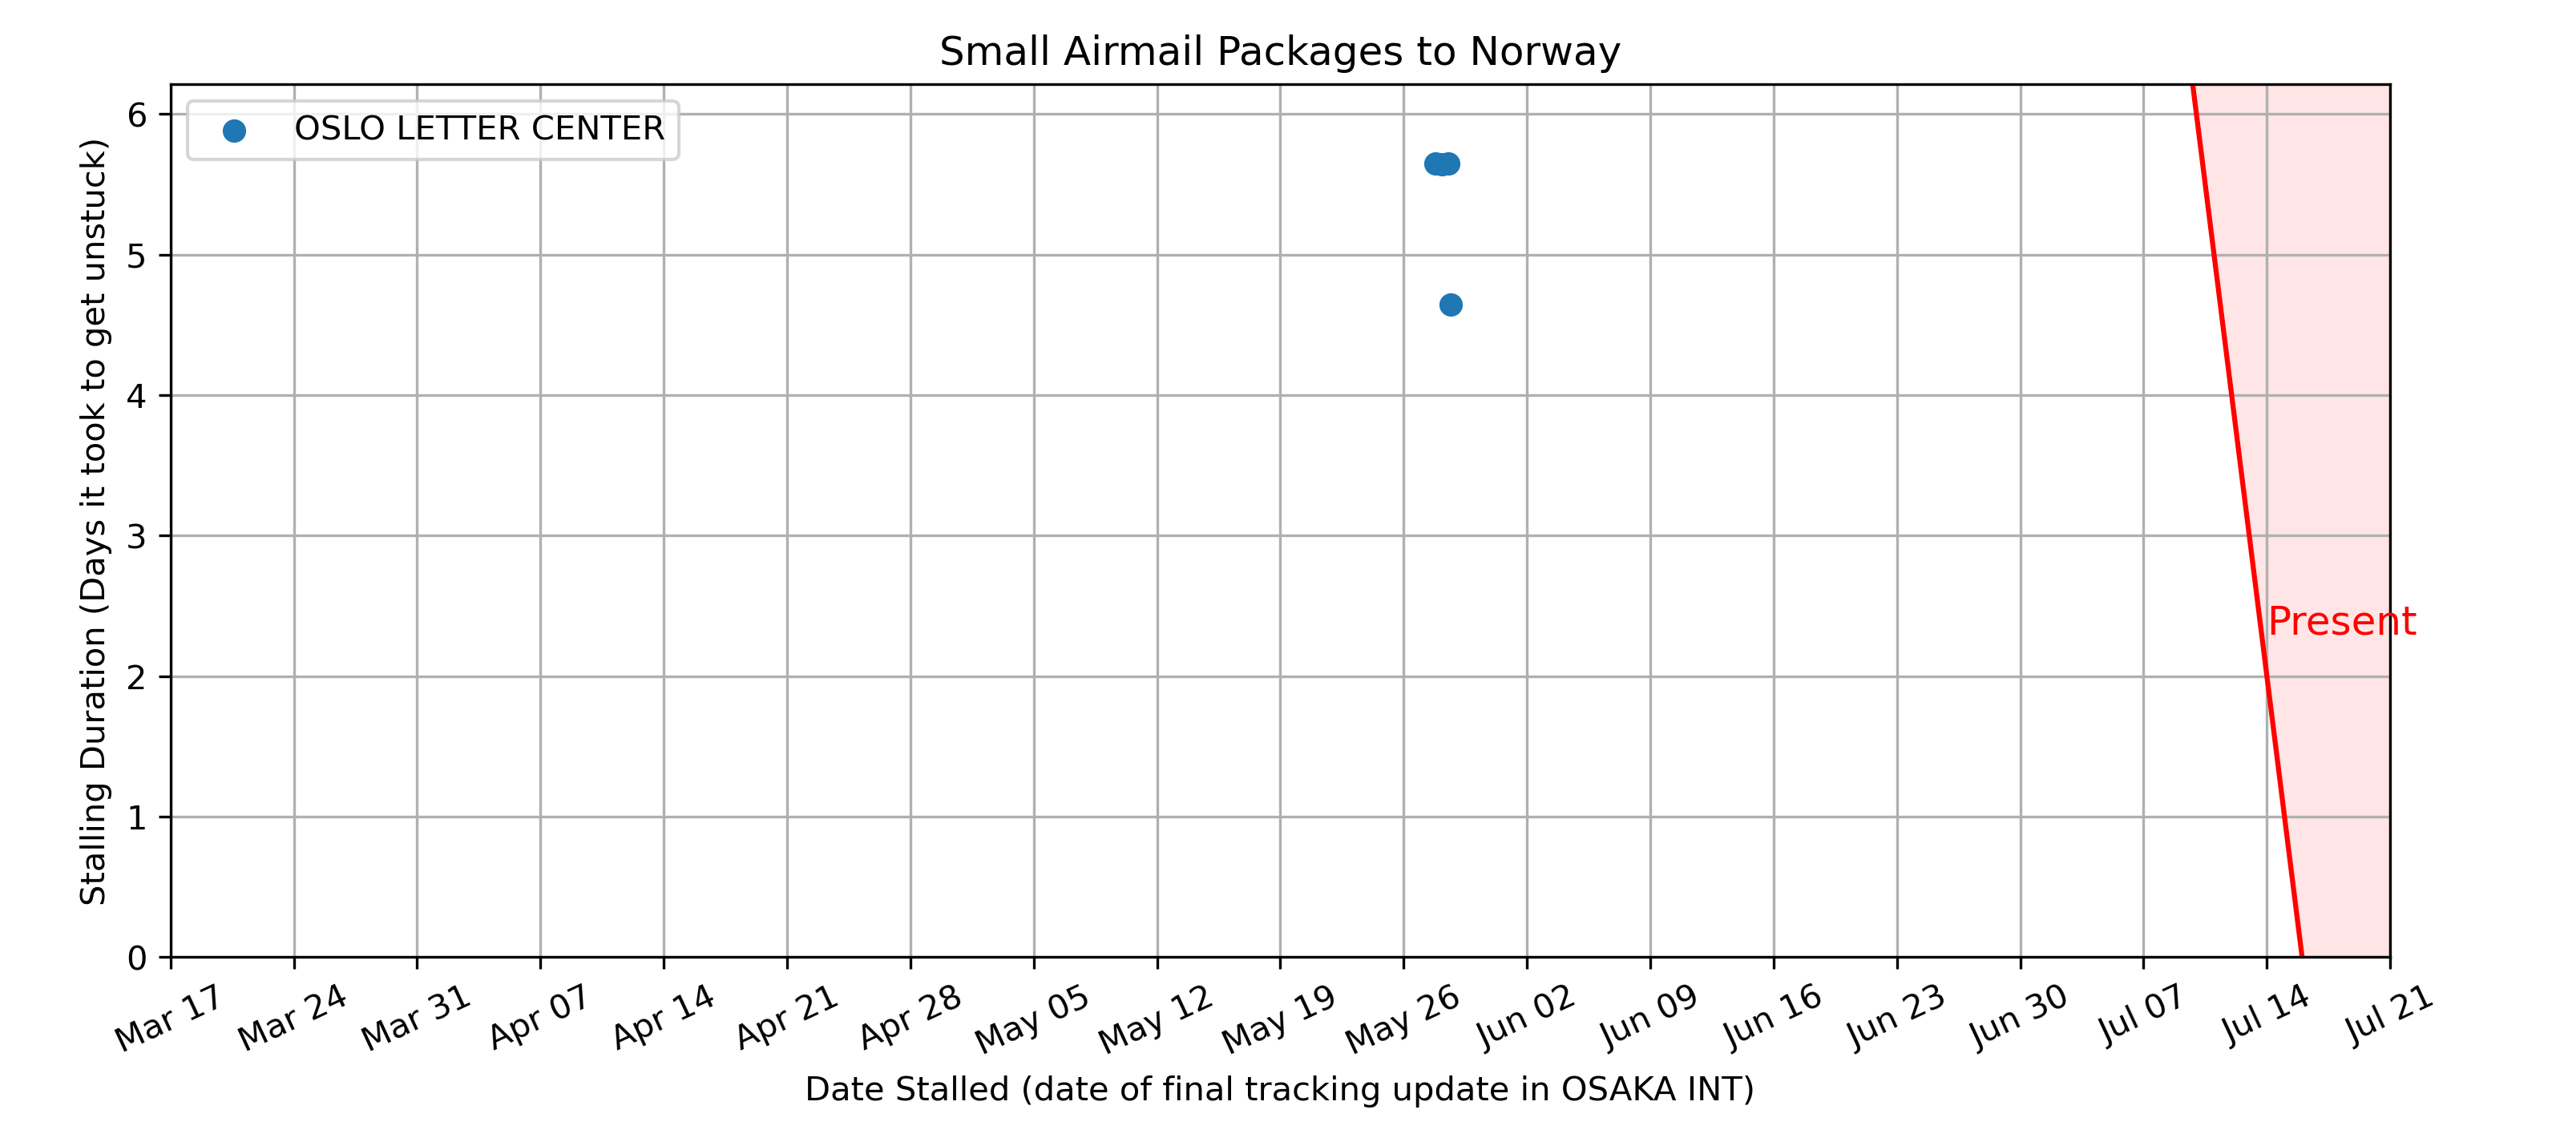 Small Airmail Packages to Norway
OSLO LETTER CENTER
Stalling Duration (Days it took to get unstuck)
6
5
4
3
2
1
0
Present
Mar 17
Mar 24
Mar 31
Apr 07
Apr 14
Apr 21
Apr 28
May 05
May 12
May 19
May 26
Jun 02
Jun 09
Jun 16
Jun 23
Jun 30
Jul 07
Jul 14
Jul 21
Date Stalled (date of final tracking update in OSAKA INT)